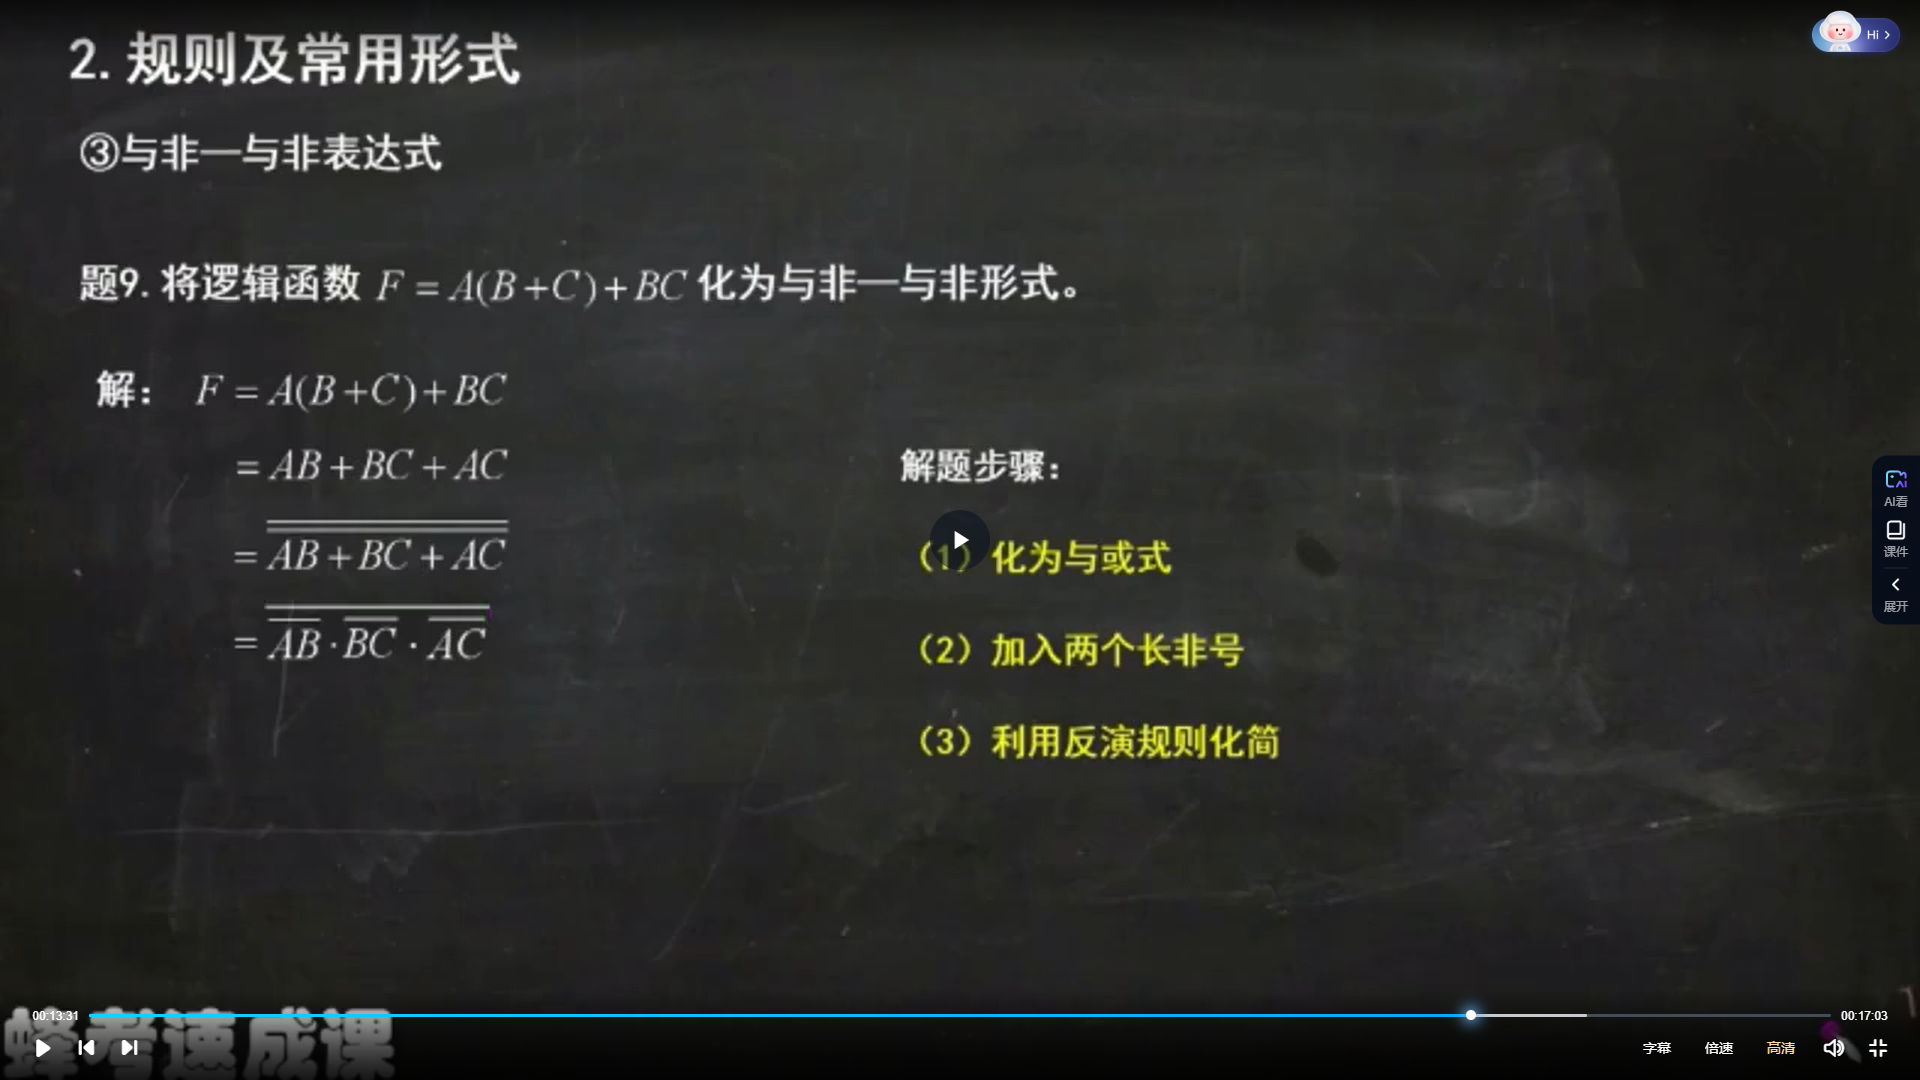 2. 规则及常用形式
Hi >
③与非—与非表达式
题9. 将逻辑函数 F = A(B+C)+BC 化为与非—与非形式。
解： F = A(B+C)+BC
= AB+BC+AC
解题步骤：
= \overline{\overline{AB+BC+AC}}
（1）化为与或式
= \overline{\overline{AB}·\overline{BC}·\overline{AC}}
（2）加入两个长非号
（3）利用反演规则化简
AI看
课件
展开
蜂考速成课
00:13:31
00:17:03
字幕
倍速
高清